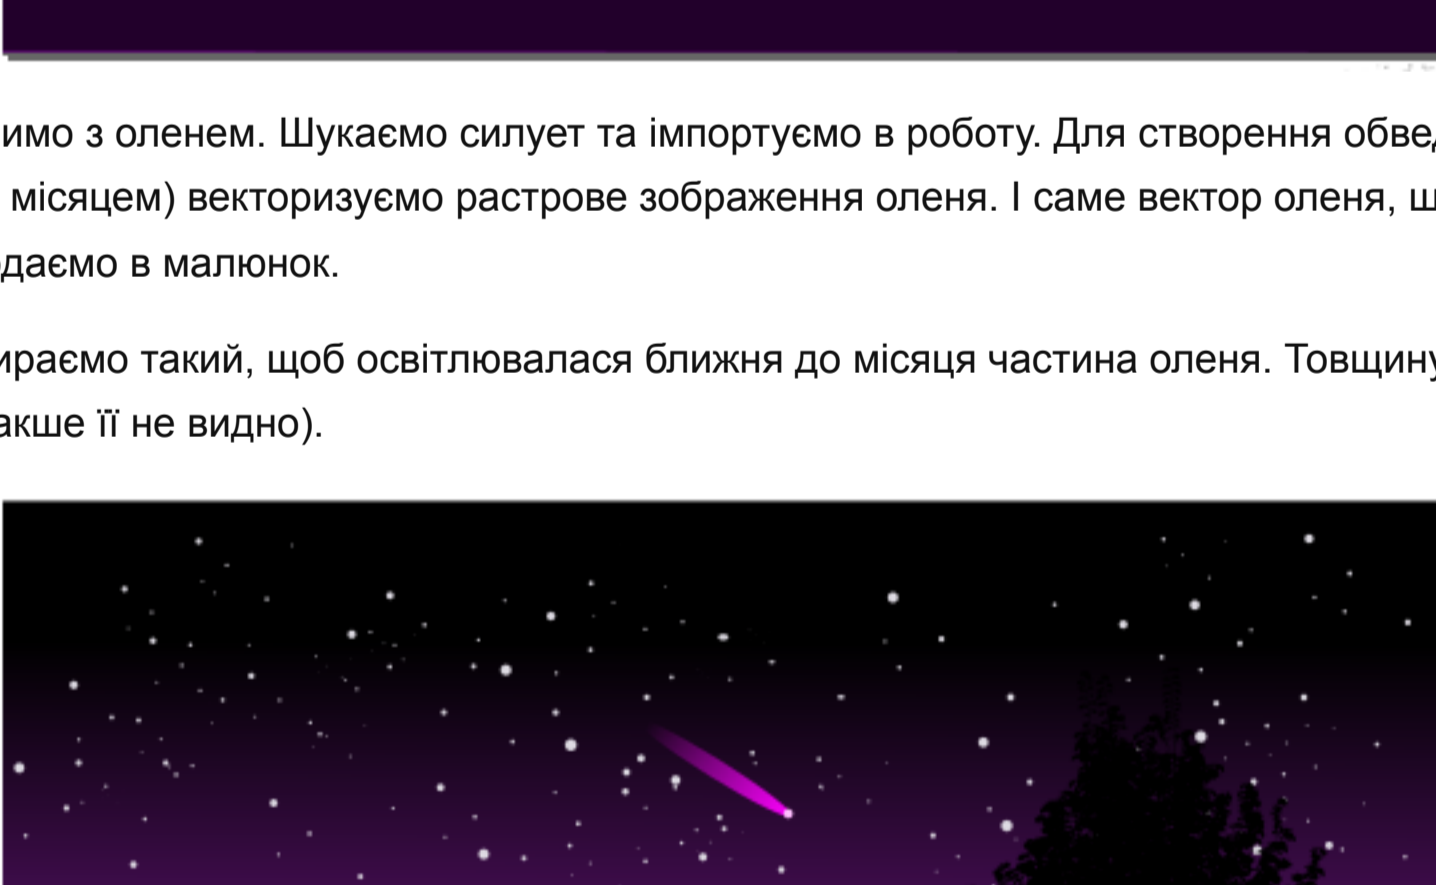 имо з оленем. Шукаємо силует та імпортуємо в роботу. Для створення обвед
місяцем) векторизуємо растрове зображення оленя. І саме вектор оленя, щ
даємо в малюнок.
ираємо такий, щоб освітлювалася ближня до місяця частина оленя. Товщину
акше її не видно).